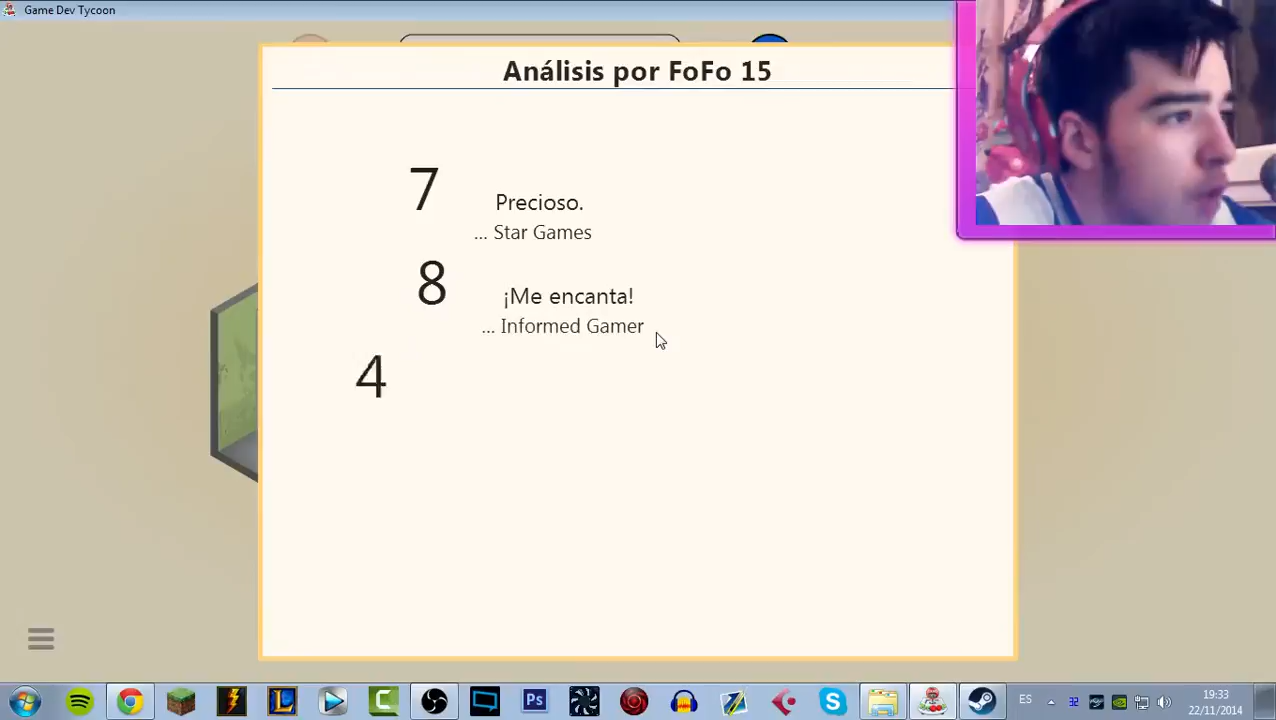 Game Dev Tycoon
Análisis por FoFo 15
7
Precioso.
... Star Games
8
¡Me encanta!
... Informed Gamer
4
ES
19:33
22/11/2014
Ps